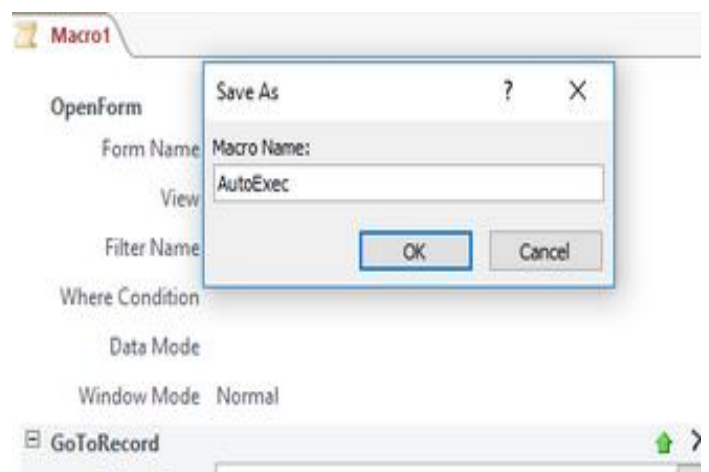 Macro1
Save As ? X
OpenForm
Form Name
Macro Name:
AutoExec
View
Filter Name
OK Cancel
Where Condition
Data Mode
Window Mode Normal
GoToRecord